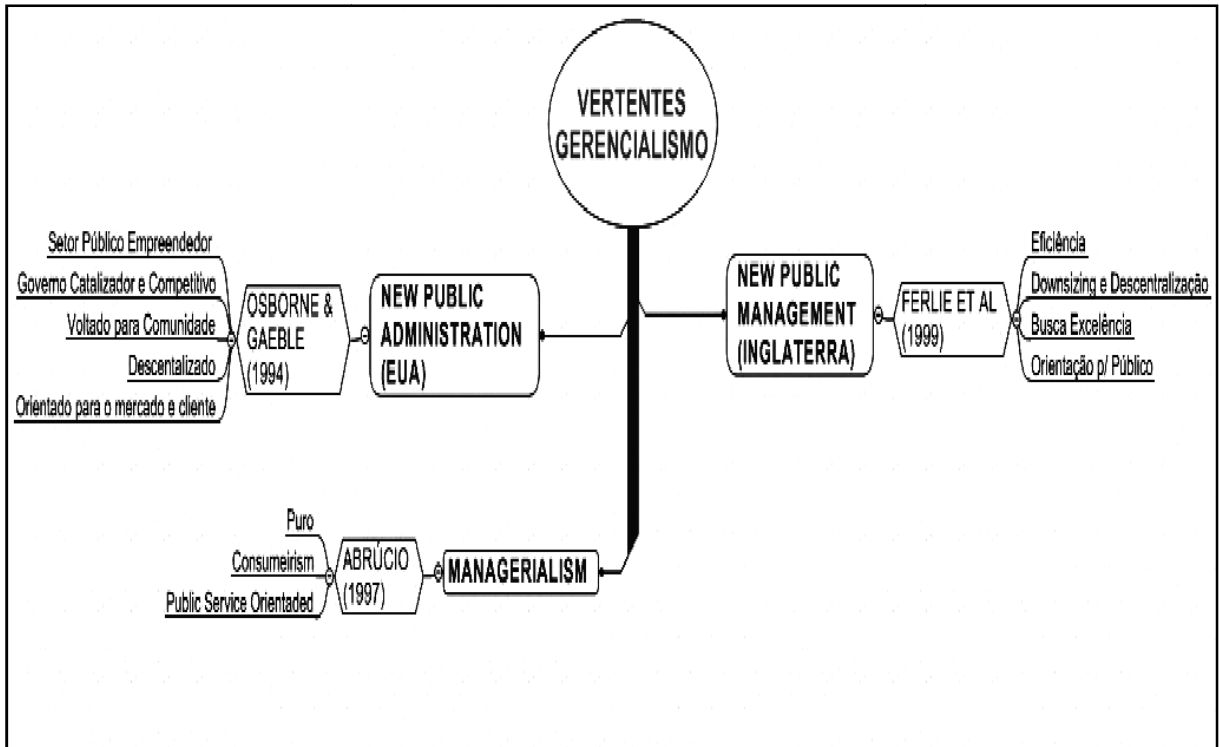 VERTENTES
GERENCIALISMO
Setor Público Empreendedor
Governo Catalizador e Competitivo
Voltado para Comunidade
Descentalizado
Orientado para o mercado e cliente
OSBORNE &
GAEBLE
(1994)
NEW PUBLIC
ADMINISTRATION
(EUA)
NEW PUBLIC
MANAGEMENT
(INGLATERRA)
FERLIE ET AL
(1999)
Eficiência
Downsizing e Descentralização
Busca Excelência
Orientação p/ Público
Puro
Consumeirism
Public Service Orientaded
ABRÚCIO
(1997)
MANAGERIALISM